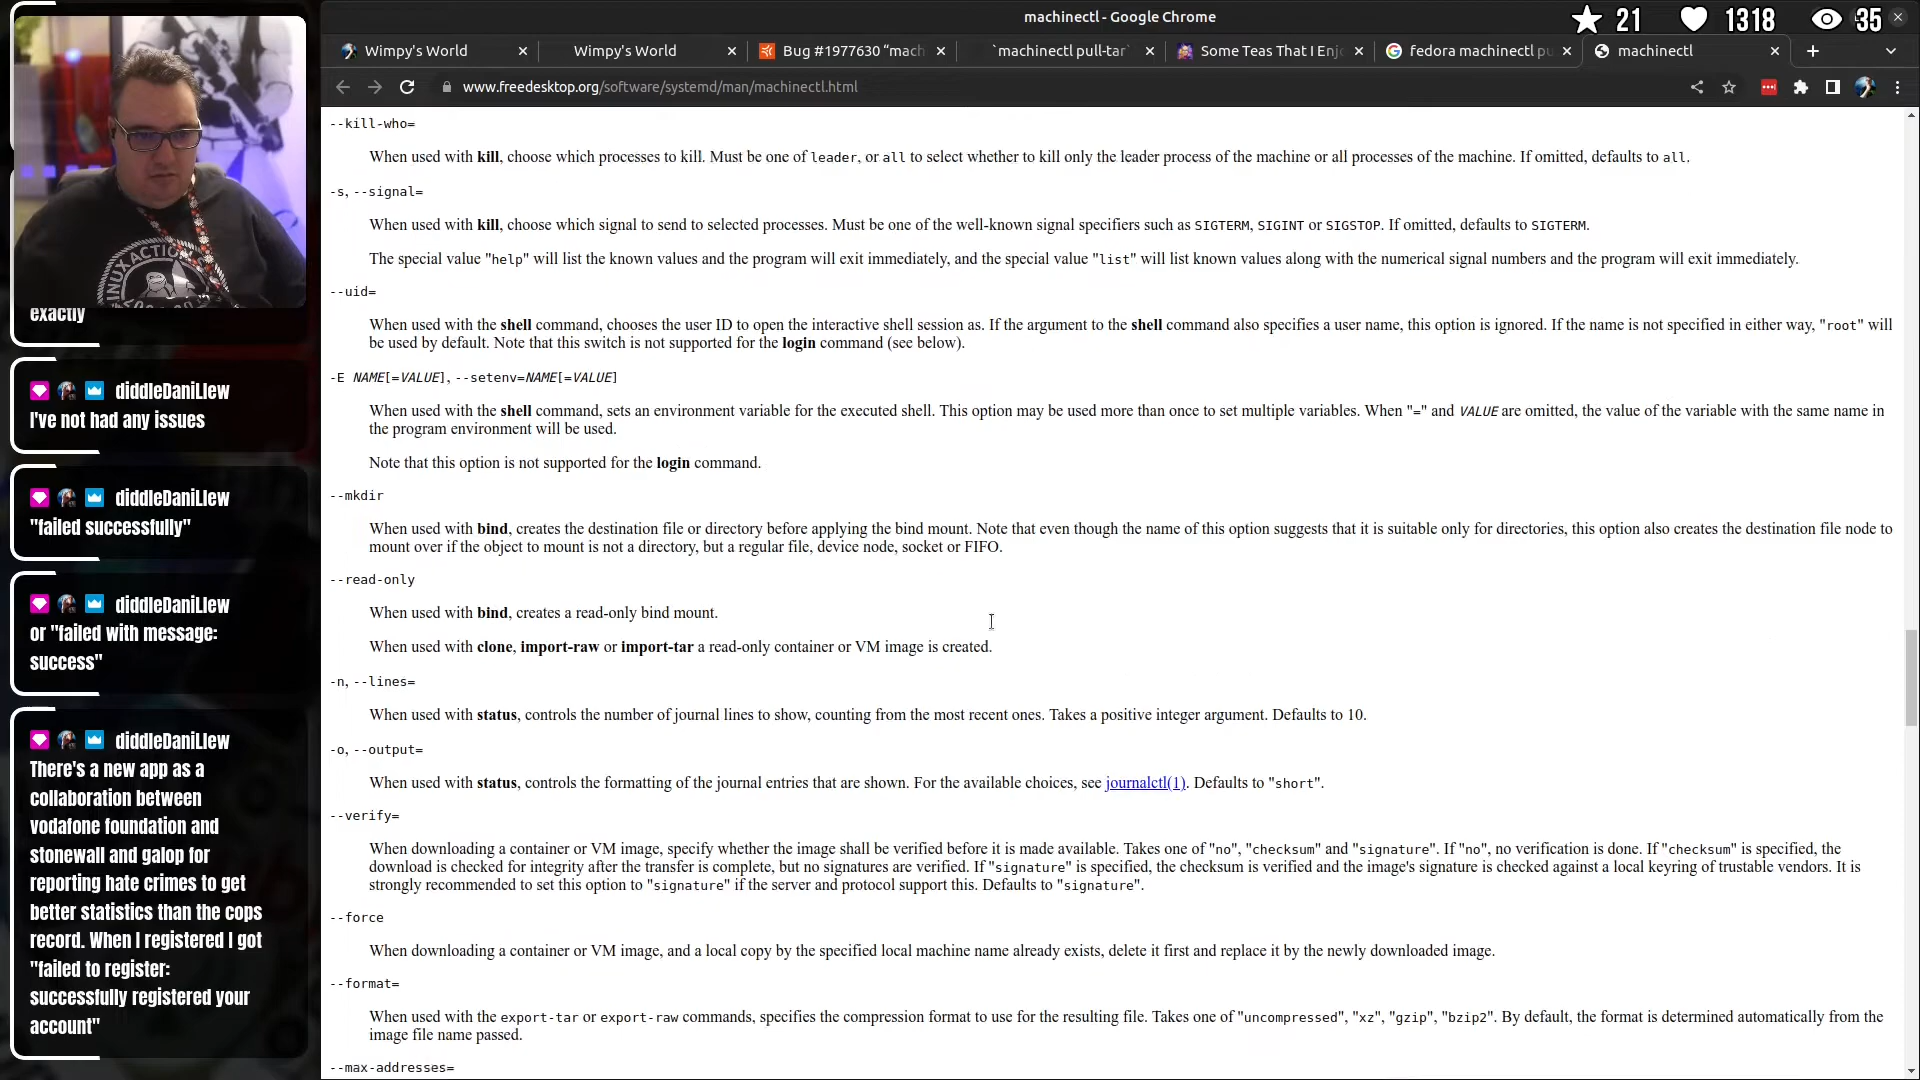 machinectl - Google Chrome
21
1318
35
Wimpy's World
Wimpy's World
Bug #1977630 “mach
`machinectl pull-tar`
Some Teas That I Enj
fedora machinectl pu
machinectl
www.freedesktop.org/software/systemd/man/machinectl.html
LINUX ACTION
exactly
diddleDaniLlew
I've not had any issues
diddleDaniLlew
"failed successfully"
diddleDaniLlew
or "failed with message:
success"
diddleDaniLlew
There's a new app as a
collaboration between
vodafone foundation and
stonewall and galop for
reporting hate crimes to get
better statistics than the cops
record. When I registered I got
"failed to register:
successfully registered your
account"
--kill-who=
When used with kill, choose which processes to kill. Must be one of leader, or all to select whether to kill only the leader process of the machine or all processes of the machine. If omitted, defaults to all.
-s, --signal=
When used with kill, choose which signal to send to selected processes. Must be one of the well-known signal specifiers such as SIGTERM, SIGINT or SIGSTOP. If omitted, defaults to SIGTERM.
The special value "help" will list the known values and the program will exit immediately, and the special value "list" will list known values along with the numerical signal numbers and the program will exit immediately.
--uid=
When used with the shell command, chooses the user ID to open the interactive shell session as. If the argument to the shell command also specifies a user name, this option is ignored. If the name is not specified in either way, "root" will
be used by default. Note that this switch is not supported for the login command (see below).
-E NAME[=VALUE], --setenv=NAME[=VALUE]
When used with the shell command, sets an environment variable for the executed shell. This option may be used more than once to set multiple variables. When "=" and VALUE are omitted, the value of the variable with the same name in
the program environment will be used.
Note that this option is not supported for the login command.
--mkdir
When used with bind, creates the destination file or directory before applying the bind mount. Note that even though the name of this option suggests that it is suitable only for directories, this option also creates the destination file node to
mount over if the object to mount is not a directory, but a regular file, device node, socket or FIFO.
--read-only
When used with bind, creates a read-only bind mount.
When used with clone, import-raw or import-tar a read-only container or VM image is created.
-n, --lines=
When used with status, controls the number of journal lines to show, counting from the most recent ones. Takes a positive integer argument. Defaults to 10.
-o, --output=
When used with status, controls the formatting of the journal entries that are shown. For the available choices, see journalctl(1). Defaults to "short".
--verify=
When downloading a container or VM image, specify whether the image shall be verified before it is made available. Takes one of "no", "checksum" and "signature". If "no", no verification is done. If "checksum" is specified, the
download is checked for integrity after the transfer is complete, but no signatures are verified. If "signature" is specified, the checksum is verified and the image's signature is checked against a local keyring of trustable vendors. It is
strongly recommended to set this option to "signature" if the server and protocol support this. Defaults to "signature".
--force
When downloading a container or VM image, and a local copy by the specified local machine name already exists, delete it first and replace it by the newly downloaded image.
--format=
When used with the export-tar or export-raw commands, specifies the compression format to use for the resulting file. Takes one of "uncompressed", "xz", "gzip", "bzip2". By default, the format is determined automatically from the
image file name passed.
--max-addresses=